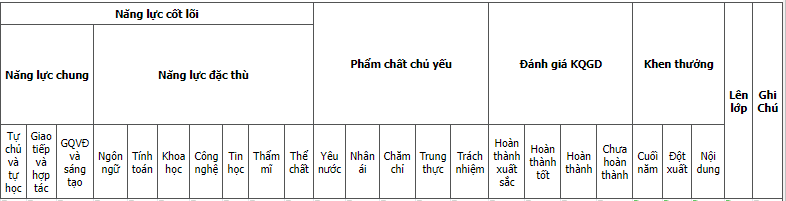 Năng lực cốt lõi
Năng lực chung
Năng lực đặc thù
Phẩm chất chủ yếu
Đánh giá KQGD
Khen thưởng
Lên
lớp
Ghi
Chú
Tự
chủ
và
tự
học
Giao
tiếp
và
hợp
tác
GQVĐ
và
sáng
tạo
Ngôn
ngữ
Tính
toán
Khoa
học
Công
nghệ
Tin
học
Thẩm
mĩ
Thể
chất
Yêu
nước
Nhân
ái
Chăm
chỉ
Trung
thực
Trách
nhiệm
Hoàn
thành
xuất
sắc
Hoàn
thành
tốt
Hoàn
thành
Chưa
hoàn
thành
Cuối
năm
Đột
xuất
Nội
dung